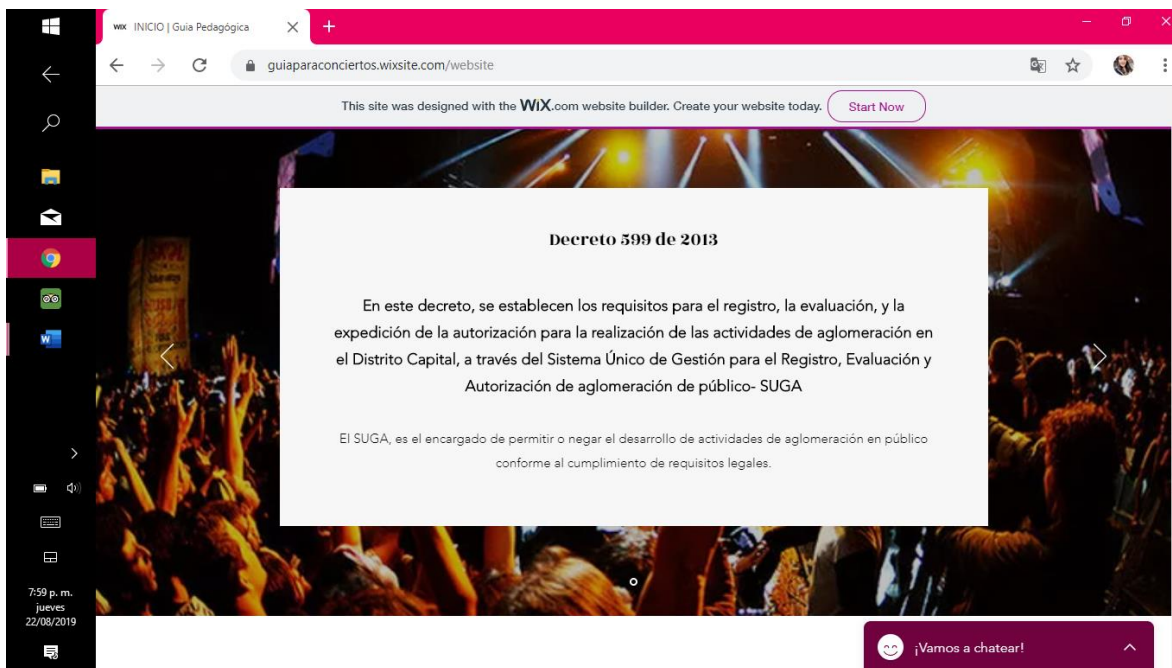 WIX INICIO | Guia Pedagógica
guiaparaconciertos.wixsite.com/website
This site was designed with the WiX.com website builder. Create your website today. Start Now
Decreto 599 de 2013
En este decreto, se establecen los requisitos para el registro, la evaluación, y la
expedición de la autorización para la realización de las actividades de aglomeración en
el Distrito Capital, a través del Sistema Único de Gestión para el Registro, Evaluación y
Autorización de aglomeración de público- SUGA
El SUGA, es el encargado de permitir o negar el desarrollo de actividades de aglomeración en público
conforme al cumplimiento de requisitos legales.
7:59 p. m.
jueves
22/08/2019
¡Vamos a chatear!